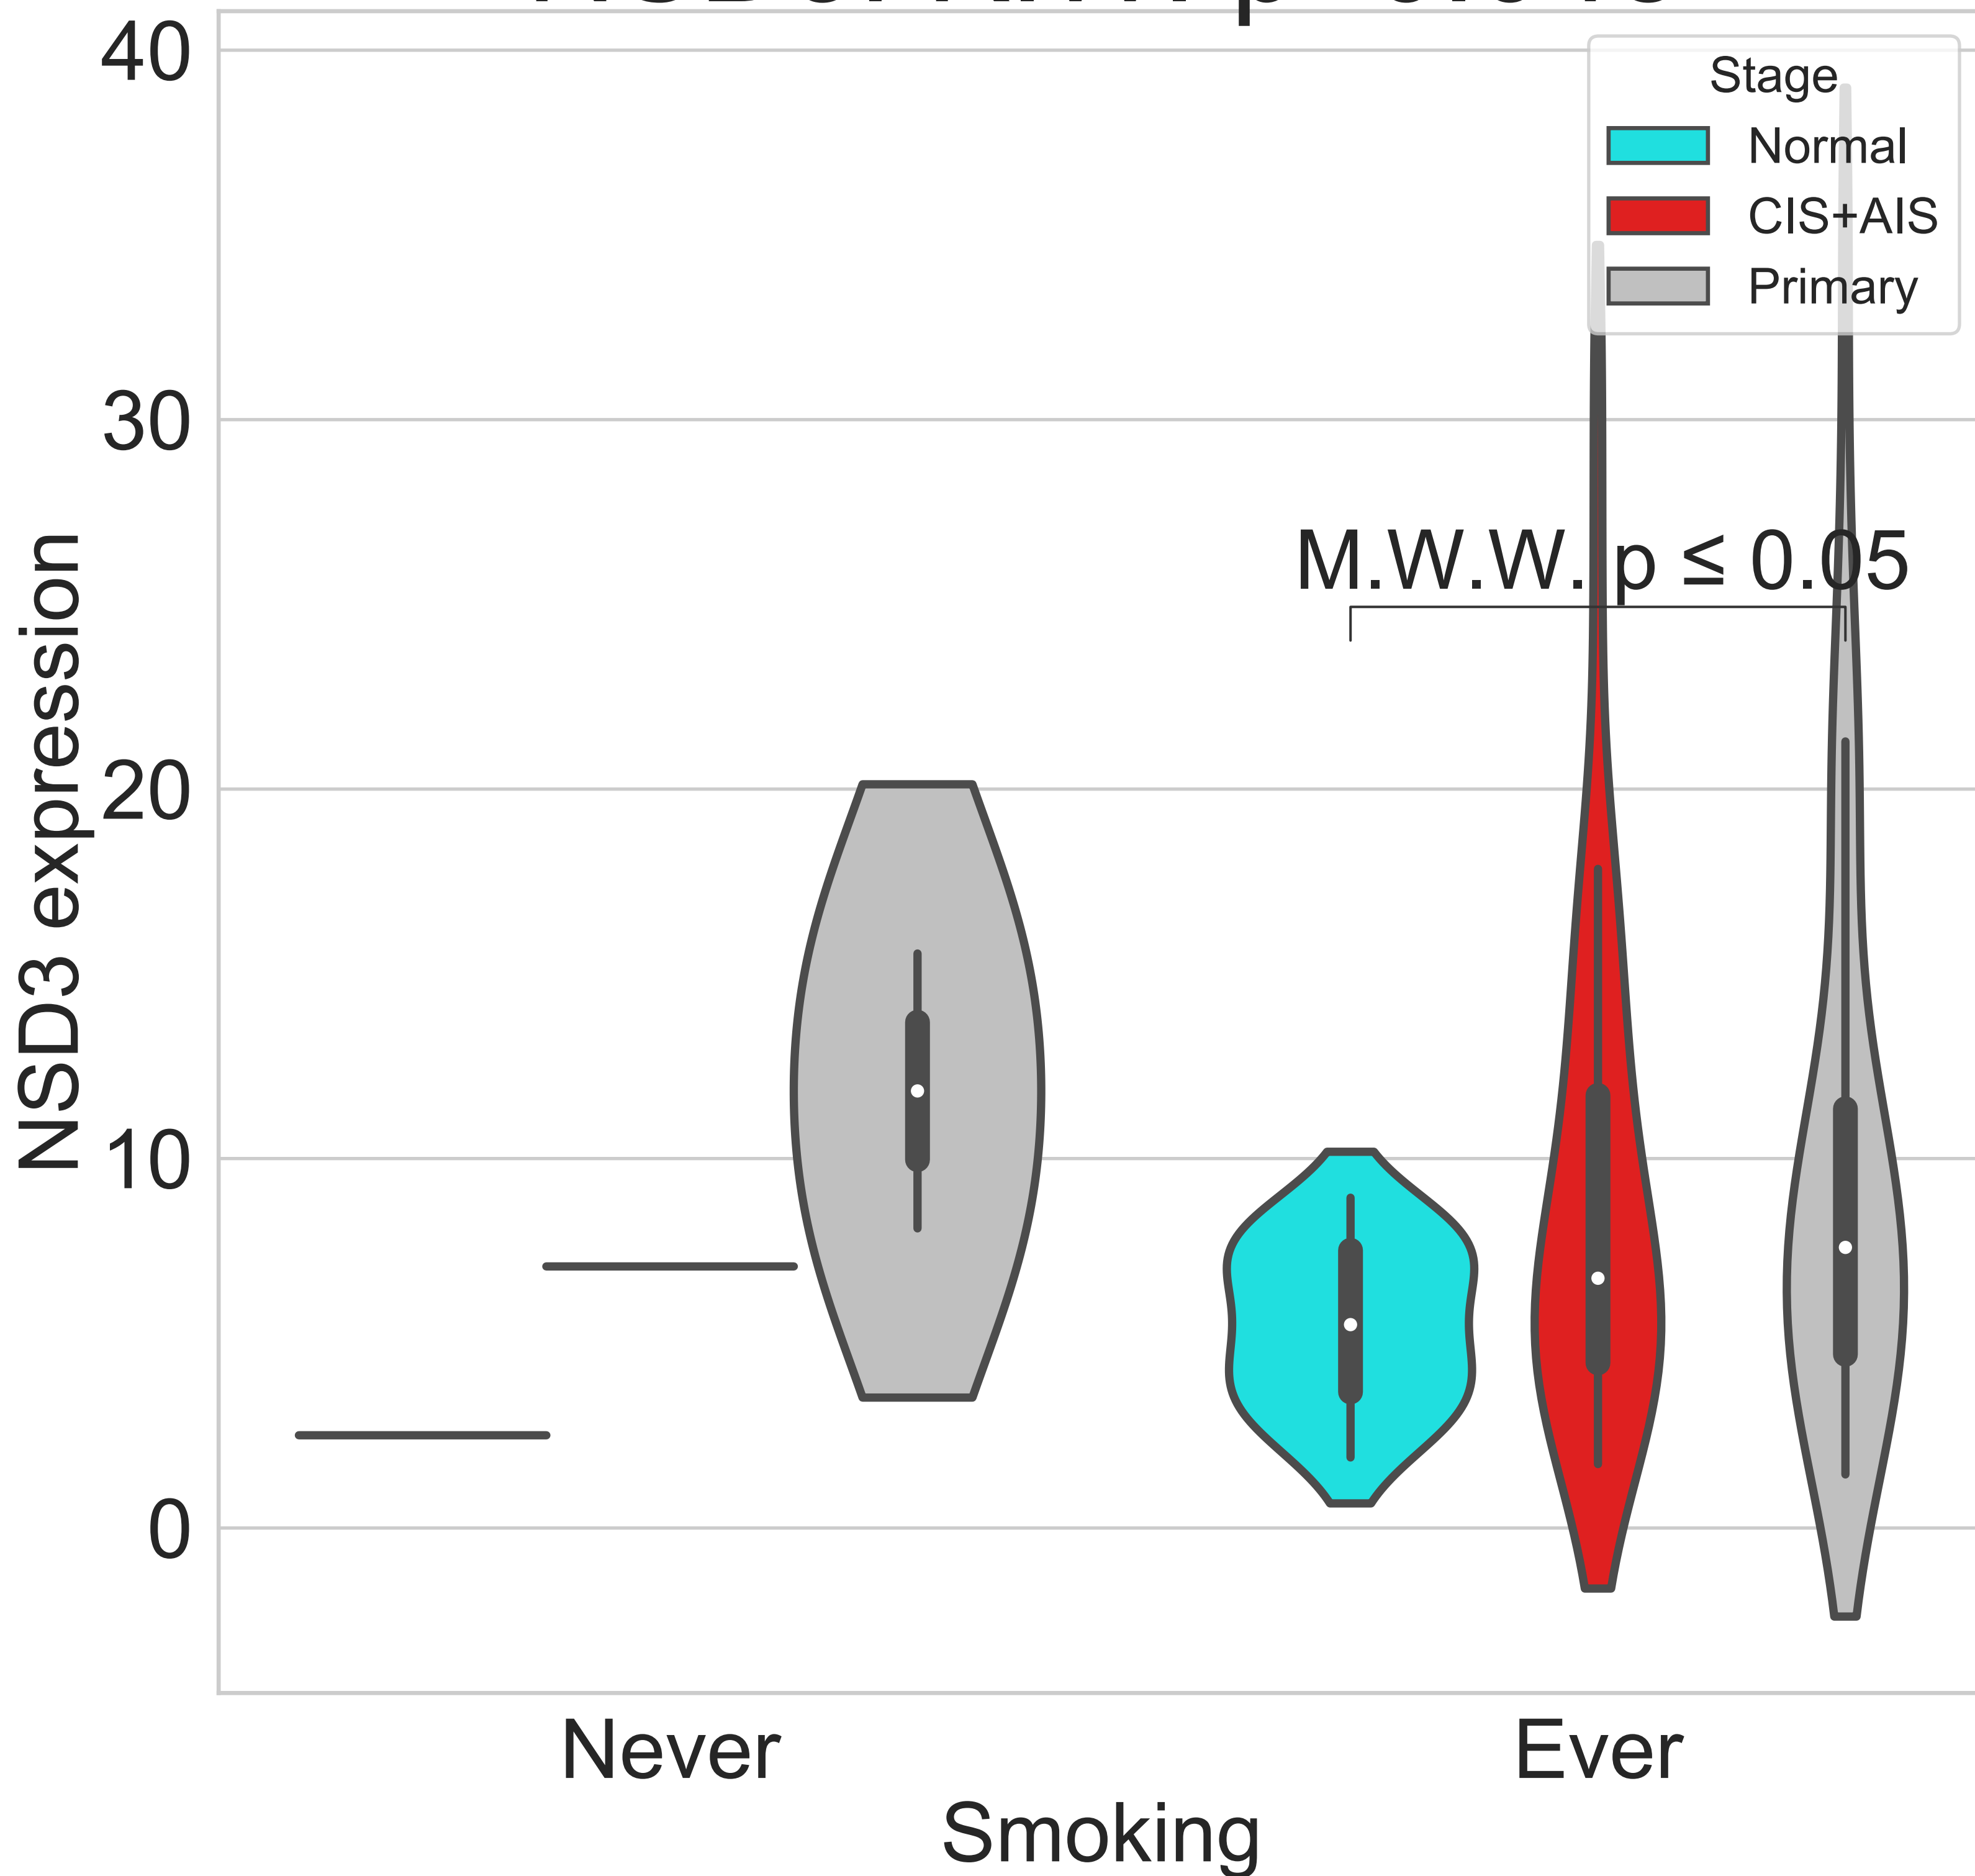 40
Stage
Normal
CIS+AIS
Primary
30
M.W.W. p ≤ 0.05
20
NSD3 expression
10
0
Never
Ever
Smoking